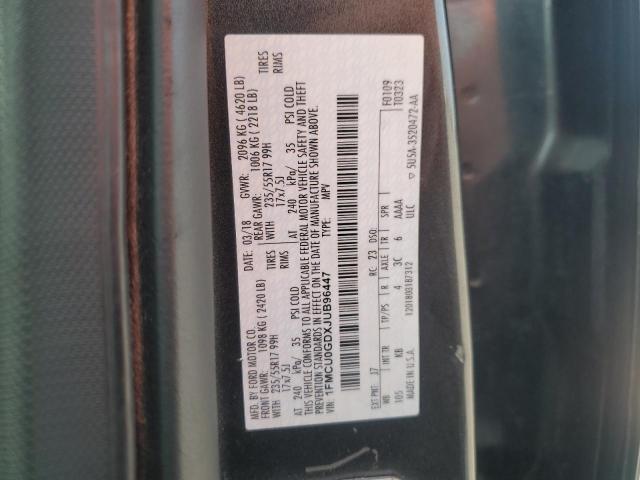 MFD. BY FORD MOTOR CO.
DATE: 03/18 GVWR: 2096 KG ( 4620 LB)
FRONT GAWR: 1098 KG ( 2420 LB) REAR GAWR: 1006 KG ( 2218 LB)
WITH 235/55R17 99H TIRES WITH 235/55R17 99H TIRES
17x7.5J RIMS 17x7.5J RIMS
AT 240 kPa/ 35 PSI COLD AT 240 kPa/ 35 PSI COLD
THIS VEHICLE CONFORMS TO ALL APPLICABLE FEDERAL MOTOR VEHICLE SAFETY AND THEFT
PREVENTION STANDARDS IN EFFECT ON THE DATE OF MANUFACTURE SHOWN ABOVE.
VIN: 1FMCU0GDXJUB96447 TYPE: MPV
F0109
T0323
EXT PNT: J7 RC: 23 DSO:
WB INT TR TP/PS R AXLE TR SPR
105 KB 4 3C 6 AAAA
MADE IN U.S.A. ULC
▽ 5U5A-3520472-AA